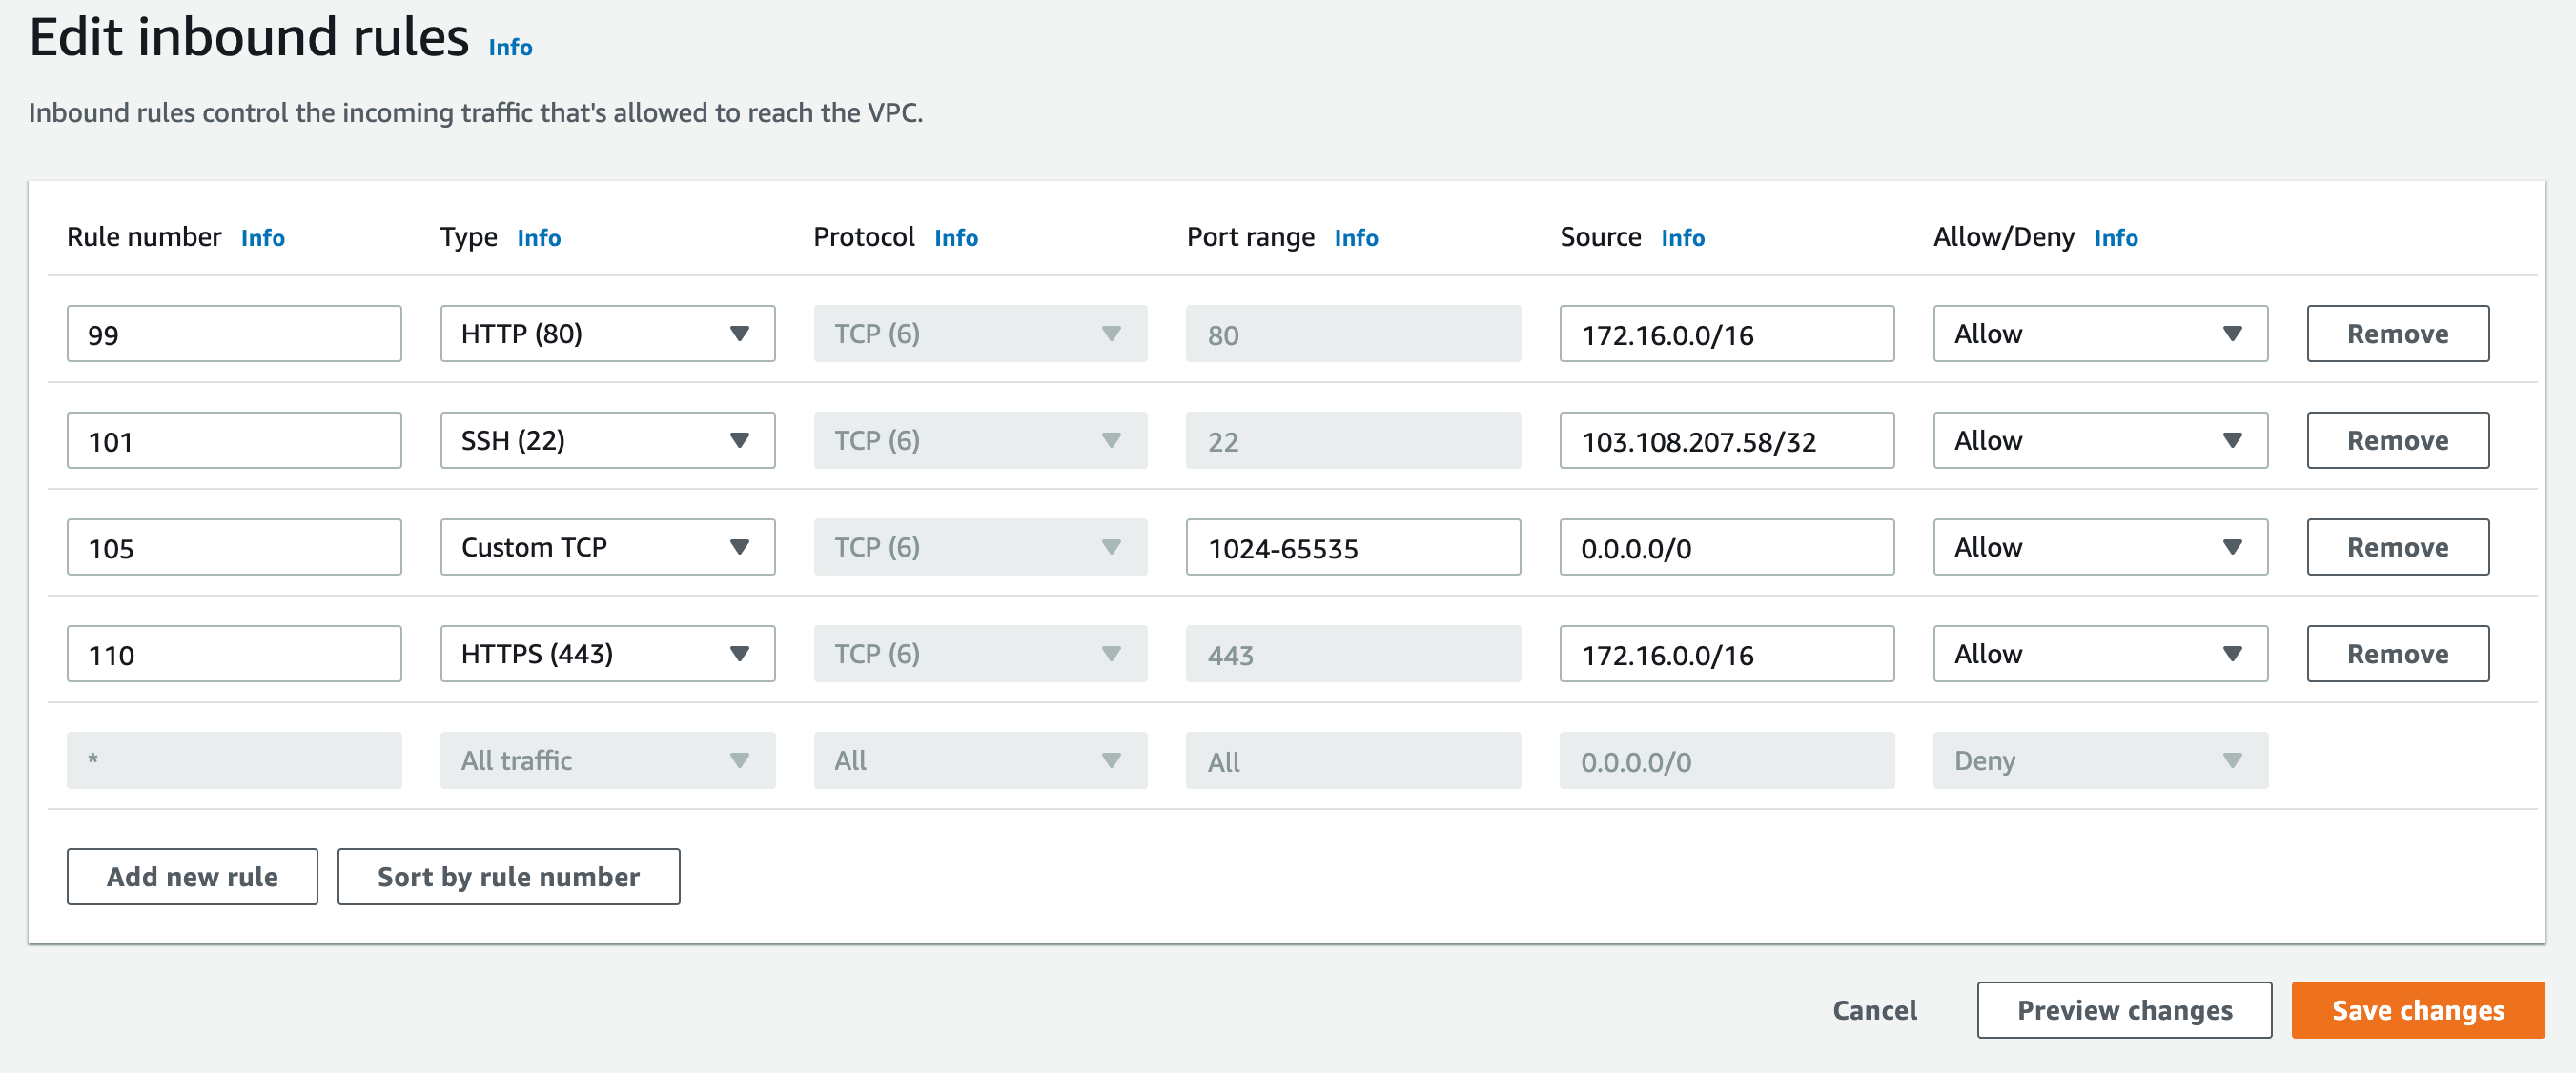 Edit inbound rules Info
Inbound rules control the incoming traffic that's allowed to reach the VPC.
Rule number Info Type Info Protocol Info Port range Info Source Info Allow/Deny Info
99 HTTP (80) TCP (6) 80 172.16.0.0/16 Allow Remove
101 SSH (22) TCP (6) 22 103.108.207.58/32 Allow Remove
105 Custom TCP TCP (6) 1024-65535 0.0.0.0/0 Allow Remove
110 HTTPS (443) TCP (6) 443 172.16.0.0/16 Allow Remove
* All traffic All All 0.0.0.0/0 Deny
Add new rule Sort by rule number
Cancel Preview changes Save changes